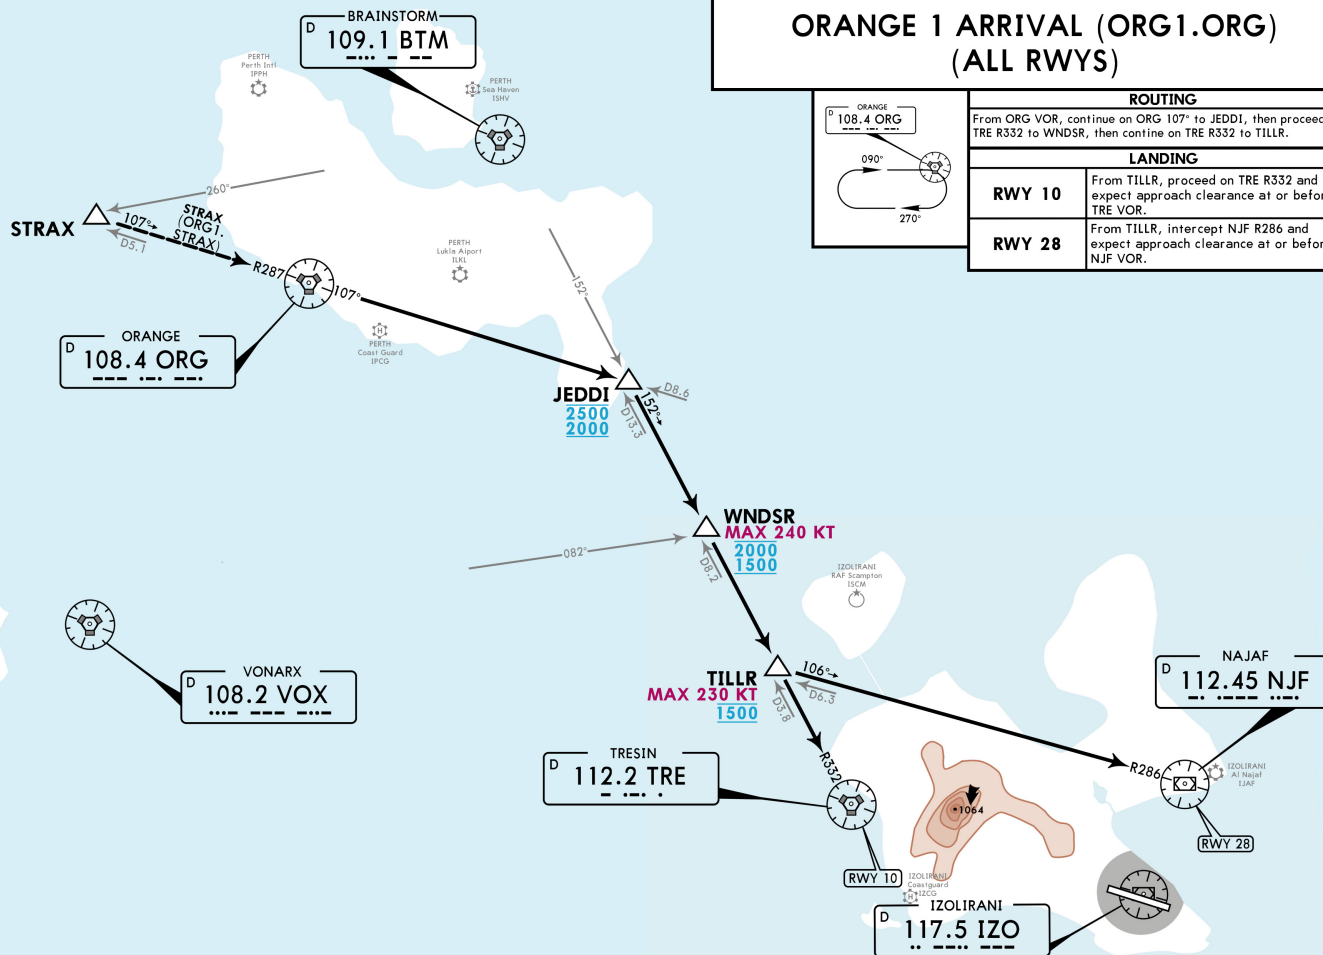 ORANGE 1 ARRIVAL (ORG1.ORG)
(ALL RWYS)
ROUTING
From ORG VOR, continue on ORG 107° to JEDDI, then proceed
TRE R332 to WNDSR, then contine on TRE R332 to TILLR.
LANDING
RWY 10
From TILLR, proceed on TRE R332 and
expect approach clearance at or befor
TRE VOR.
RWY 28
From TILLR, intercept NJF R286 and
expect approach clearance at or befor
NJF VOR.
ORANGE
D 108.4 ORG
090°
270°
BRAINSTORM
D 109.1 BTM
PERTH
Perth Intl
IPPH
PERTH
Sea Haven
ISHV
260°
STRAX
107°
D5.1
STRAX
(ORG1.
STRAX)
R287
107°
PERTH
Lukla Aiport
ILKL
152°
PERTH
Coast Guard
IPCG
ORANGE
D 108.4 ORG
JEDDI
2500
2000
D8.6
152°
D13.3
WNDSR
MAX 240 KT
2000
1500
082°
D8.2
IZOLIRANI
RAF Scampton
ISCM
VONARX
D 108.2 VOX
TILLR
MAX 230 KT
1500
106°
D6.3
D3.8
NAJAF
D 112.45 NJF
R332
R286
TRESIN
D 112.2 TRE
IZOLIRANI
Al Najaf
IJAF
1064
RWY 28
RWY 10
IZOLIRANI
Coastguard
IZCG
IZOLIRANI
D 117.5 IZO